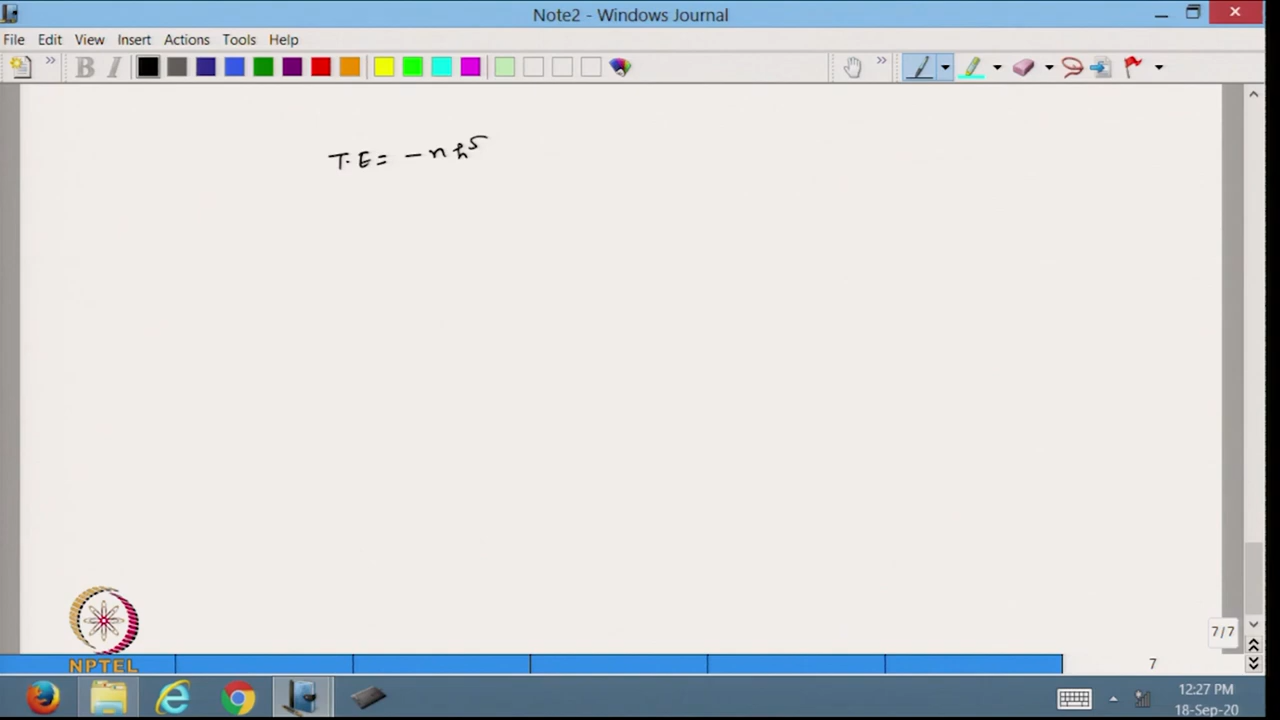 Note2 - Windows Journal
File Edit View Insert Actions Tools Help
B I
T.E = - n h^5
NPTEL
7/7
7
12:27 PM
18-Sep-20